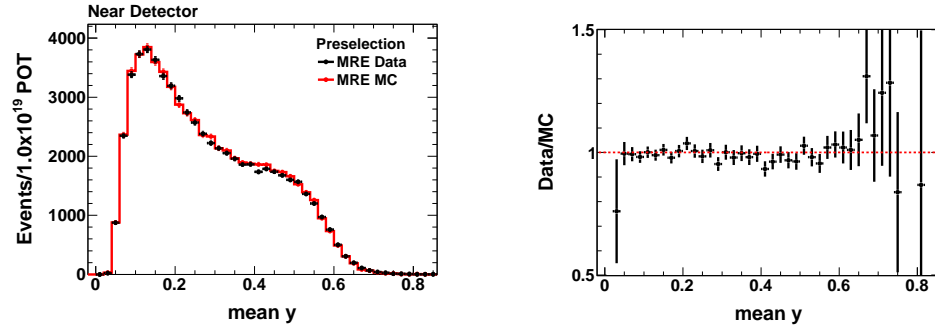 Near Detector
Events/1.0x10¹⁹ POT
4000
3000
2000
1000
0
Preselection
MRE Data
MRE MC
0 0.2 0.4 0.6 0.8
mean y
Data/MC
1.5
1
0.5
0 0.2 0.4 0.6 0.8
mean y